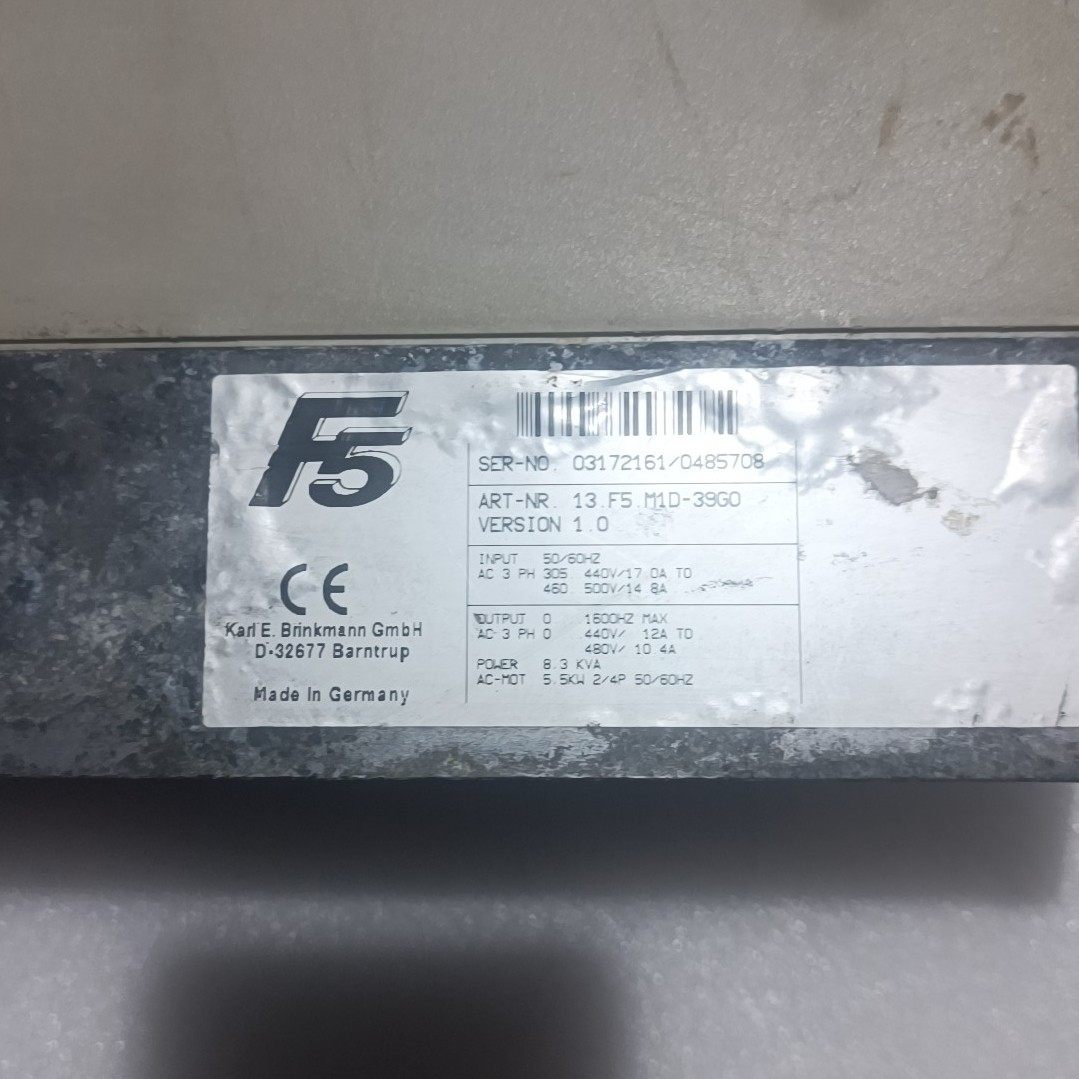 F5
SER-NO. 03172161/0485708
ART-NR. 13.F5.M1D-39G0
VERSION 1.0
INPUT 50/60HZ
AC 3 PH 305. 440V/17.0A TO
460. 500V/14.8A
OUTPUT 0 1600HZ MAX
AC 3 PH 0 440V/ 12A TO
480V/ 10.4A
POWER 8.3 KVA
AC-MOT 5.5KW 2/4P 50/60HZ
CE
Karl E. Brinkmann GmbH
D-32677 Barntrup
Made In Germany